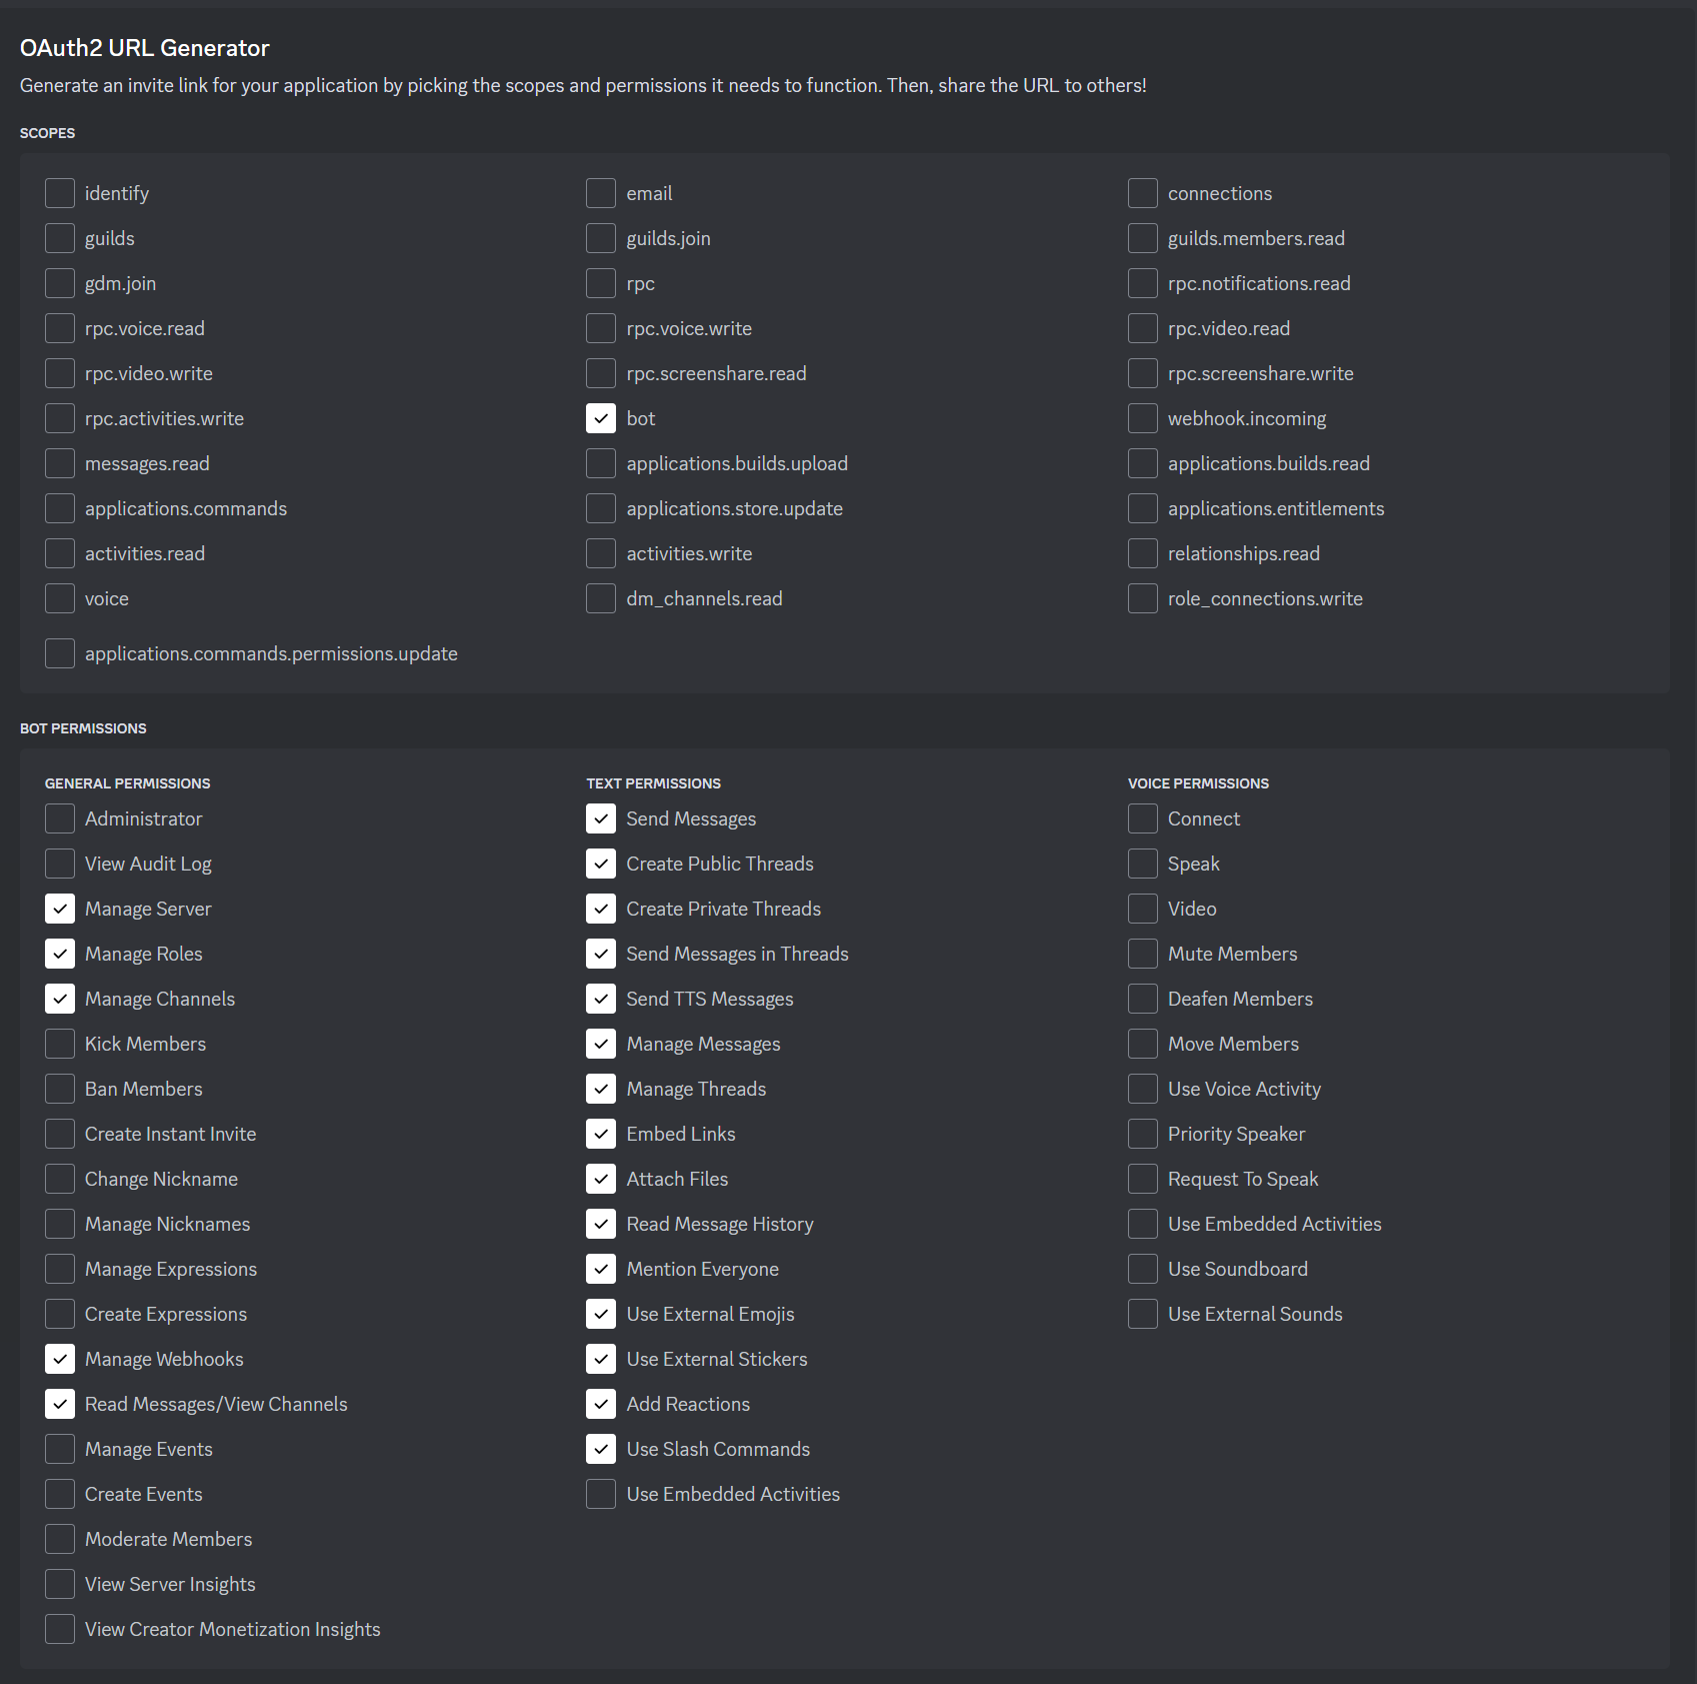 OAuth2 URL Generator
Generate an invite link for your application by picking the scopes and permissions it needs to function. Then, share the URL to others!
SCOPES
identify email connections
guilds guilds.join guilds.members.read
gdm.join rpc rpc.notifications.read
rpc.voice.read rpc.voice.write rpc.video.read
rpc.video.write rpc.screenshare.read rpc.screenshare.write
rpc.activities.write bot webhook.incoming
messages.read applications.builds.upload applications.builds.read
applications.commands applications.store.update applications.entitlements
activities.read activities.write relationships.read
voice dm_channels.read role_connections.write
applications.commands.permissions.update
BOT PERMISSIONS
GENERAL PERMISSIONS
Administrator
View Audit Log
Manage Server
Manage Roles
Manage Channels
Kick Members
Ban Members
Create Instant Invite
Change Nickname
Manage Nicknames
Manage Expressions
Create Expressions
Manage Webhooks
Read Messages/View Channels
Manage Events
Create Events
Moderate Members
View Server Insights
View Creator Monetization Insights
TEXT PERMISSIONS
Send Messages
Create Public Threads
Create Private Threads
Send Messages in Threads
Send TTS Messages
Manage Messages
Manage Threads
Embed Links
Attach Files
Read Message History
Mention Everyone
Use External Emojis
Use External Stickers
Add Reactions
Use Slash Commands
Use Embedded Activities
VOICE PERMISSIONS
Connect
Speak
Video
Mute Members
Deafen Members
Move Members
Use Voice Activity
Priority Speaker
Request To Speak
Use Embedded Activities
Use Soundboard
Use External Sounds